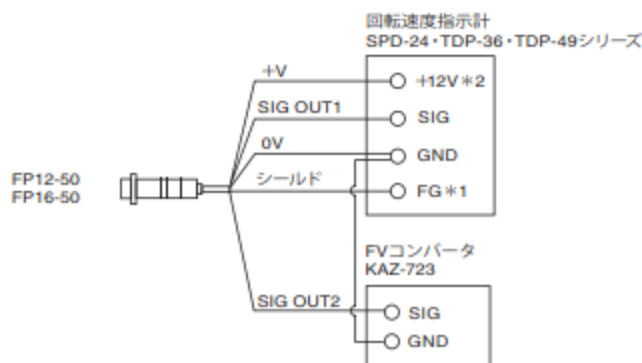 回転速度指示計
SPD-24・TDP-36・TDP-49シリーズ
+V
+12V*2
SIG OUT1
SIG
0V
GND
FP12-50
FP16-50
シールド
FG*1
FVコンバータ
KAZ-723
SIG OUT2
SIG
GND